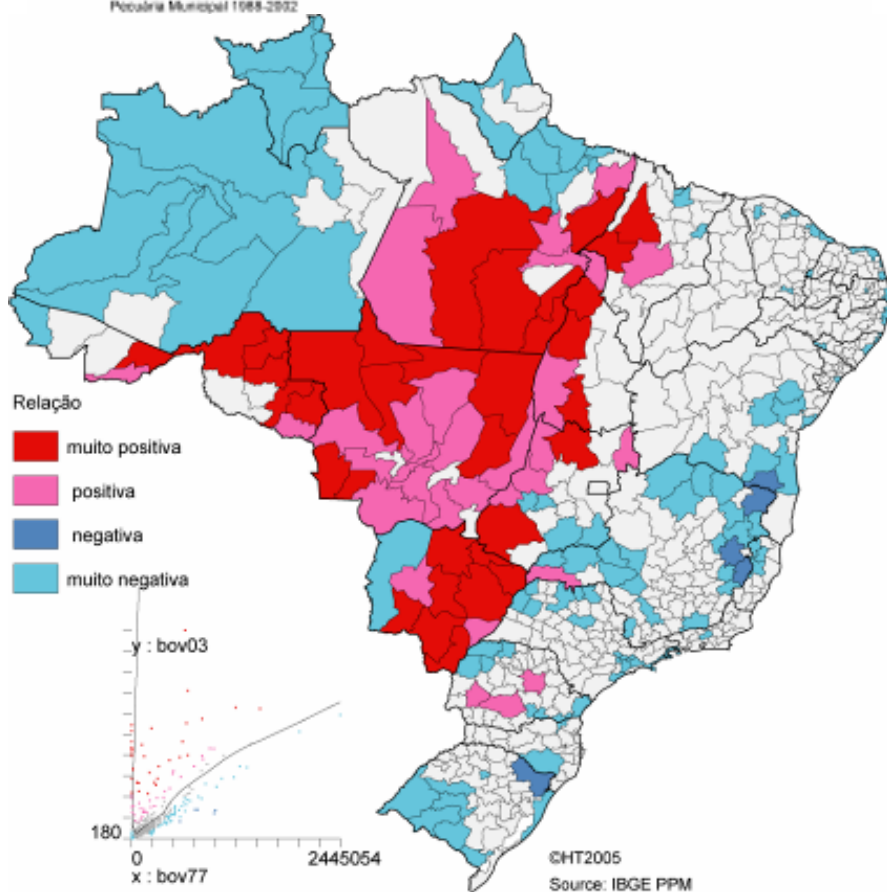 Pecuária Municipal 1988-2002
Relação
muito positiva
positiva
negativa
muito negativa
y : bov03
180
0
2445054
x : bov77
©HT2005
Source: IBGE PPM